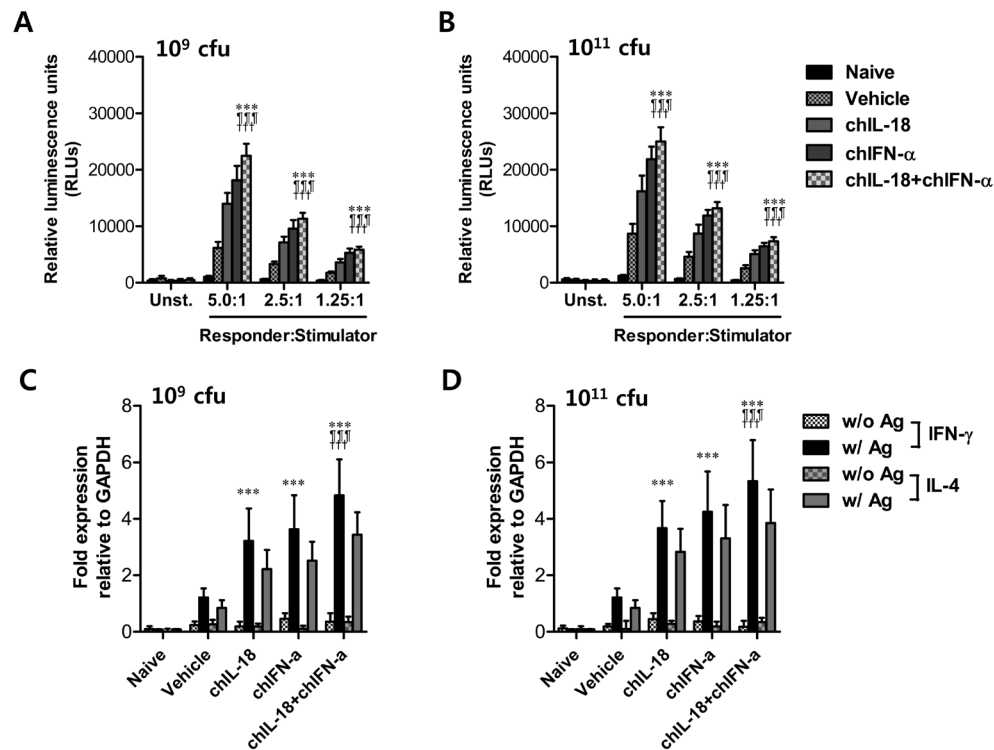 A
10⁹ cfu
Relative luminescence units
(RLUs)
40000
30000
20000
10000
0
***
¶¶¶
†††
***
¶¶¶
†††
***
¶¶¶
†††
Unst. 5.0:1 2.5:1 1.25:1
Responder:Stimulator
B
10¹¹ cfu
Relative luminescence units
(RLUs)
40000
30000
20000
10000
0
***
¶¶¶
†††
***
¶¶¶
†††
***
¶¶¶
†††
Unst. 5.0:1 2.5:1 1.25:1
Responder:Stimulator
Naive
Vehicle
chIL-18
chIFN-α
chIL-18+chIFN-α
C
10⁹ cfu
Fold expression
relative to GAPDH
8
6
4
2
0
***
***
***
¶¶¶
†††
Naive
Vehicle
chIL-18
chIFN-a
chIL-18+chIFN-a
D
10¹¹ cfu
Fold expression
relative to GAPDH
8
6
4
2
0
***
***
***
¶¶¶
†††
Naive
Vehicle
chIL-18
chIFN-a
chIL-18+chIFN-a
w/o Ag
w/ Ag
IFN-γ
w/o Ag
w/ Ag
IL-4